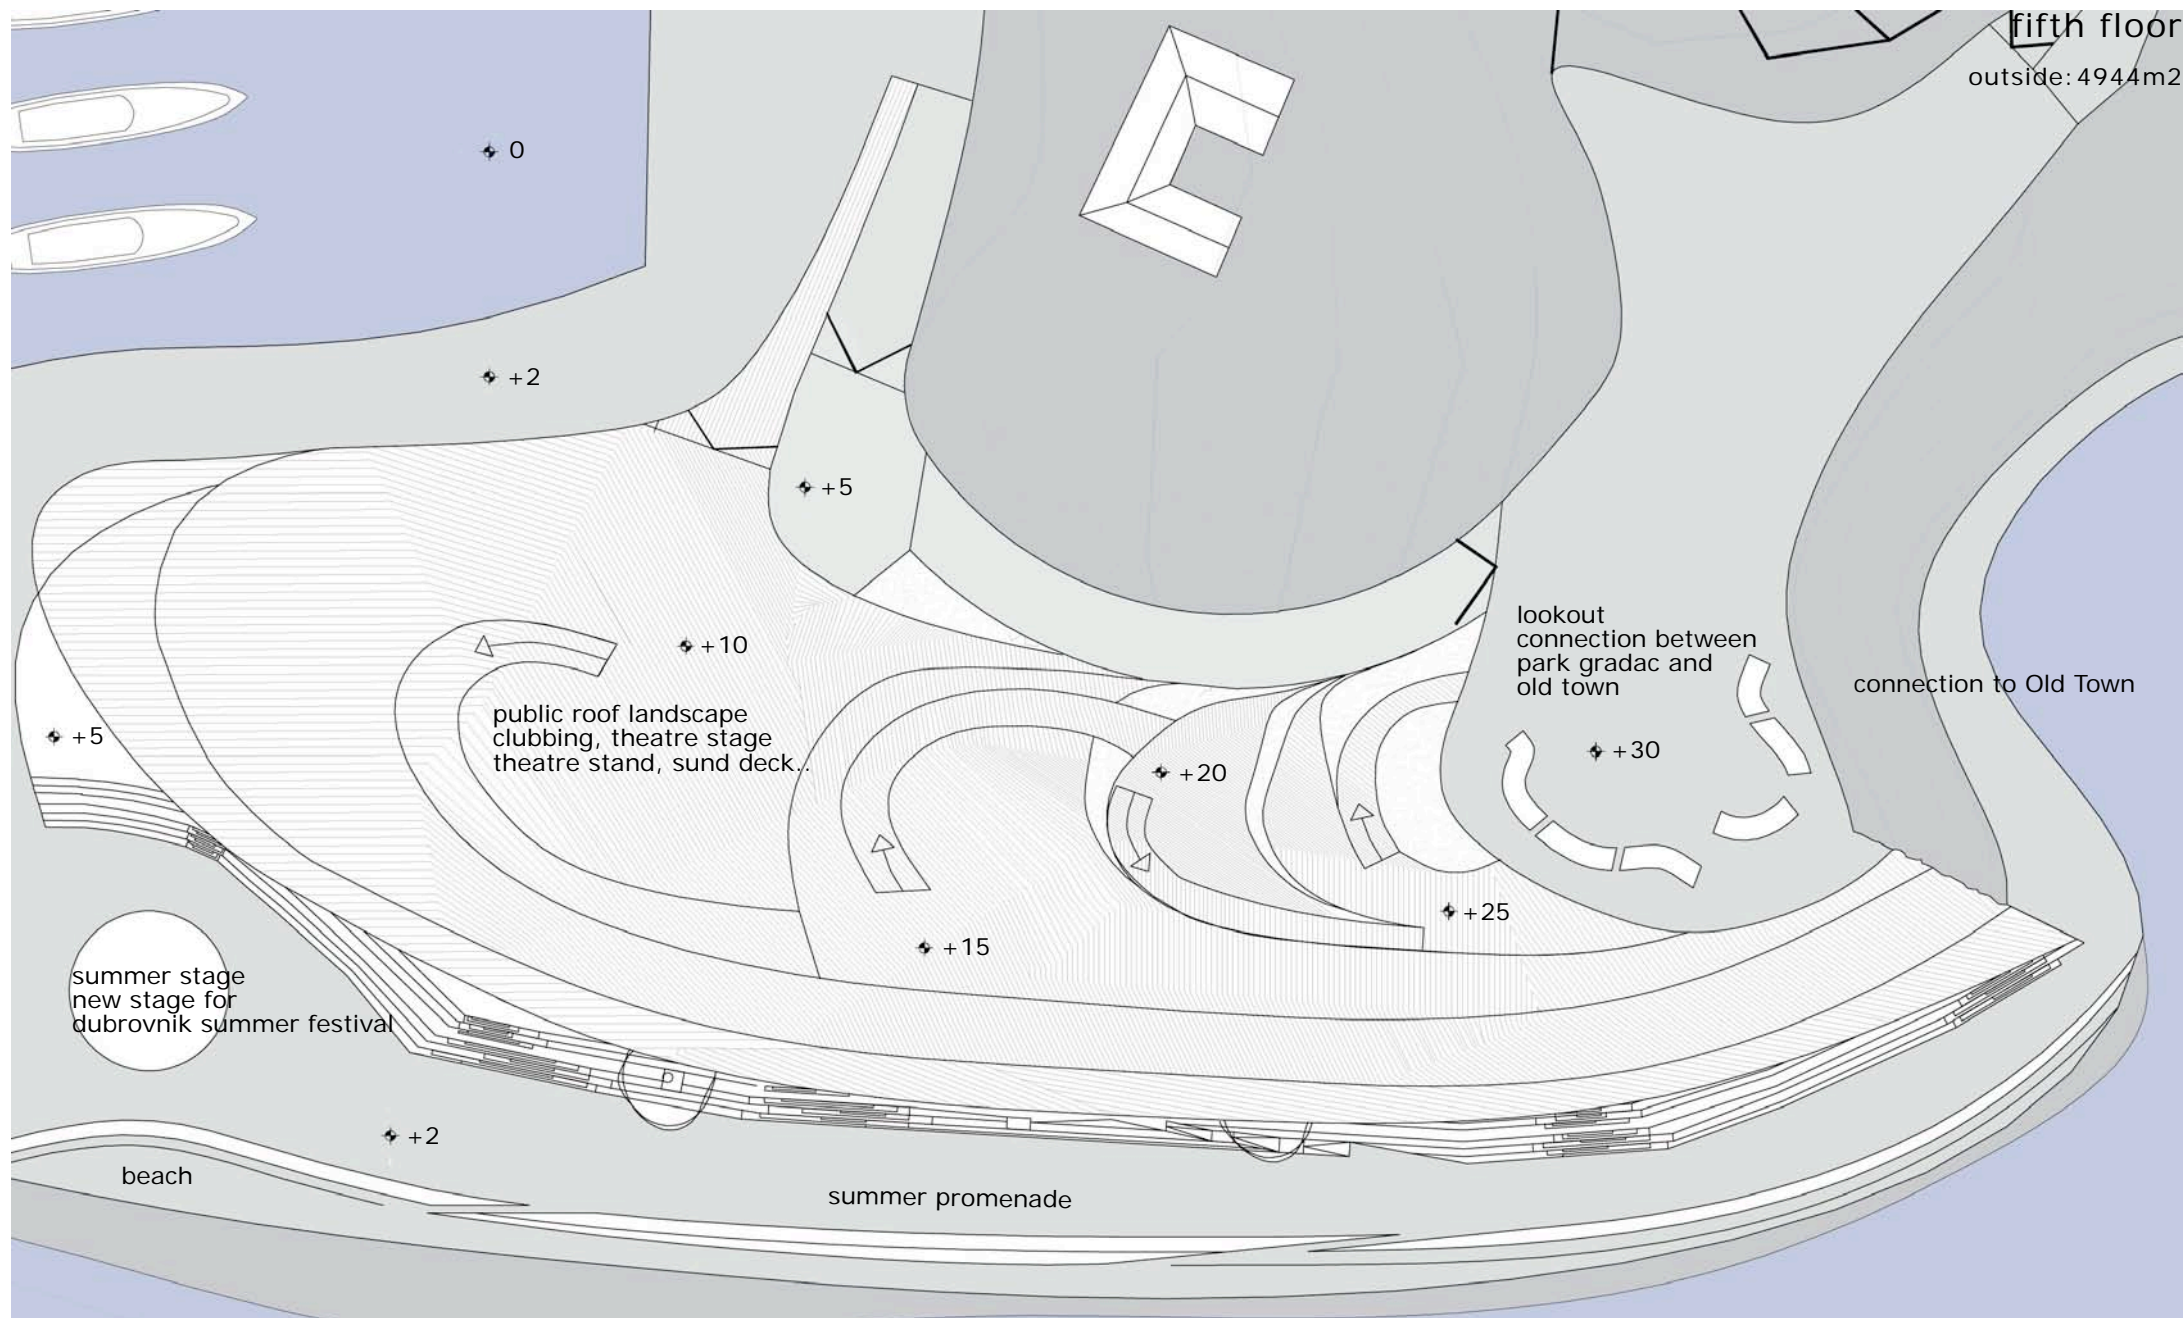 fifth floor
outside: 4944m2
0
+2
+5
lookout
connection between
park gradac and
old town
+10
connection to Old Town
public roof landscape
clubbing, theatre stage
theatre stand, sund deck..
+5
+30
+20
+25
+15
summer stage
new stage for
dubrovnik summer festival
+2
beach
summer promenade